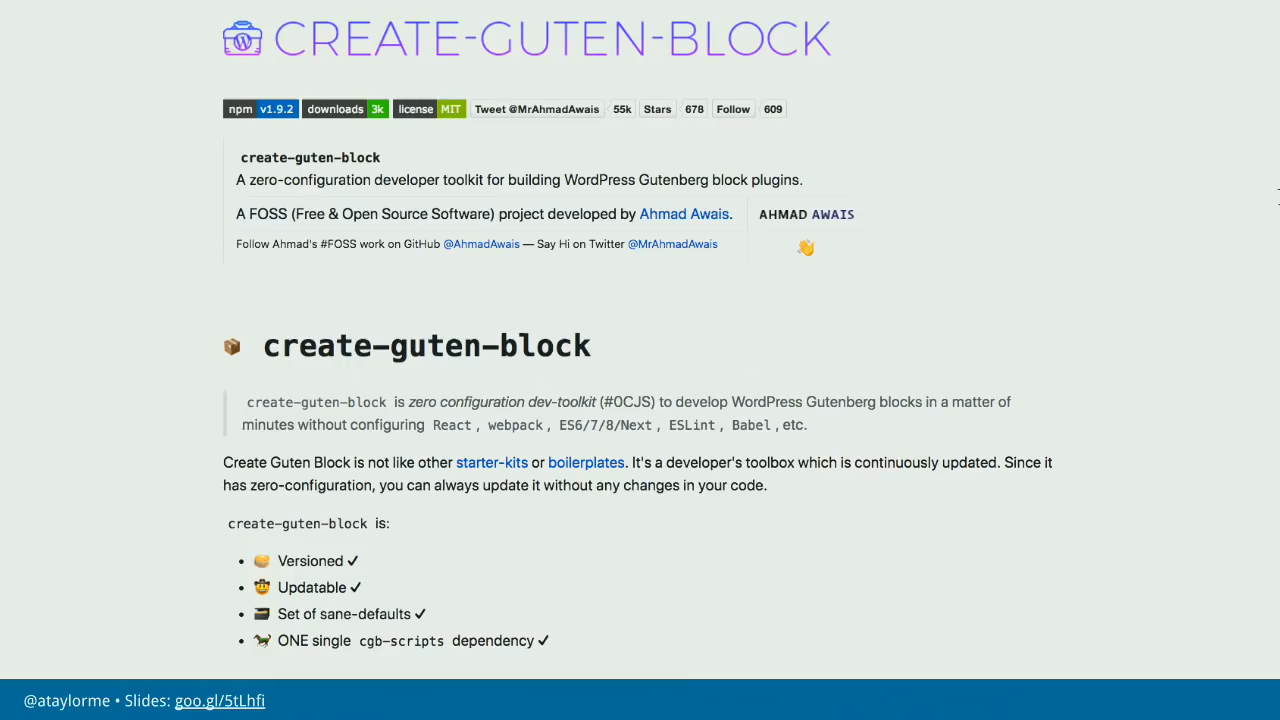 CREATE-GUTEN-BLOCK
npm v1.9.2 downloads 3k license MIT Tweet @MrAhmadAwais 55k Stars 678 Follow 609
create-guten-block
A zero-configuration developer toolkit for building WordPress Gutenberg block plugins.
A FOSS (Free & Open Source Software) project developed by Ahmad Awais. AHMAD AWAIS
Follow Ahmad's #FOSS work on GitHub @AhmadAwais — Say Hi on Twitter @MrAhmadAwais 👋
📦 create-guten-block
create-guten-block is zero configuration dev-toolkit (#0CJS) to develop WordPress Gutenberg blocks in a matter of
minutes without configuring React, webpack, ES6/7/8/Next, ESLint, Babel, etc.
Create Guten Block is not like other starter-kits or boilerplates. It's a developer's toolbox which is continuously updated. Since it
has zero-configuration, you can always update it without any changes in your code.
create-guten-block is:
• 🥔 Versioned ✓
• 🤠 Updatable ✓
• 🗃 Set of sane-defaults ✓
• 🐎 ONE single cgb-scripts dependency ✓
@ataylorme • Slides: goo.gl/5tLhfi